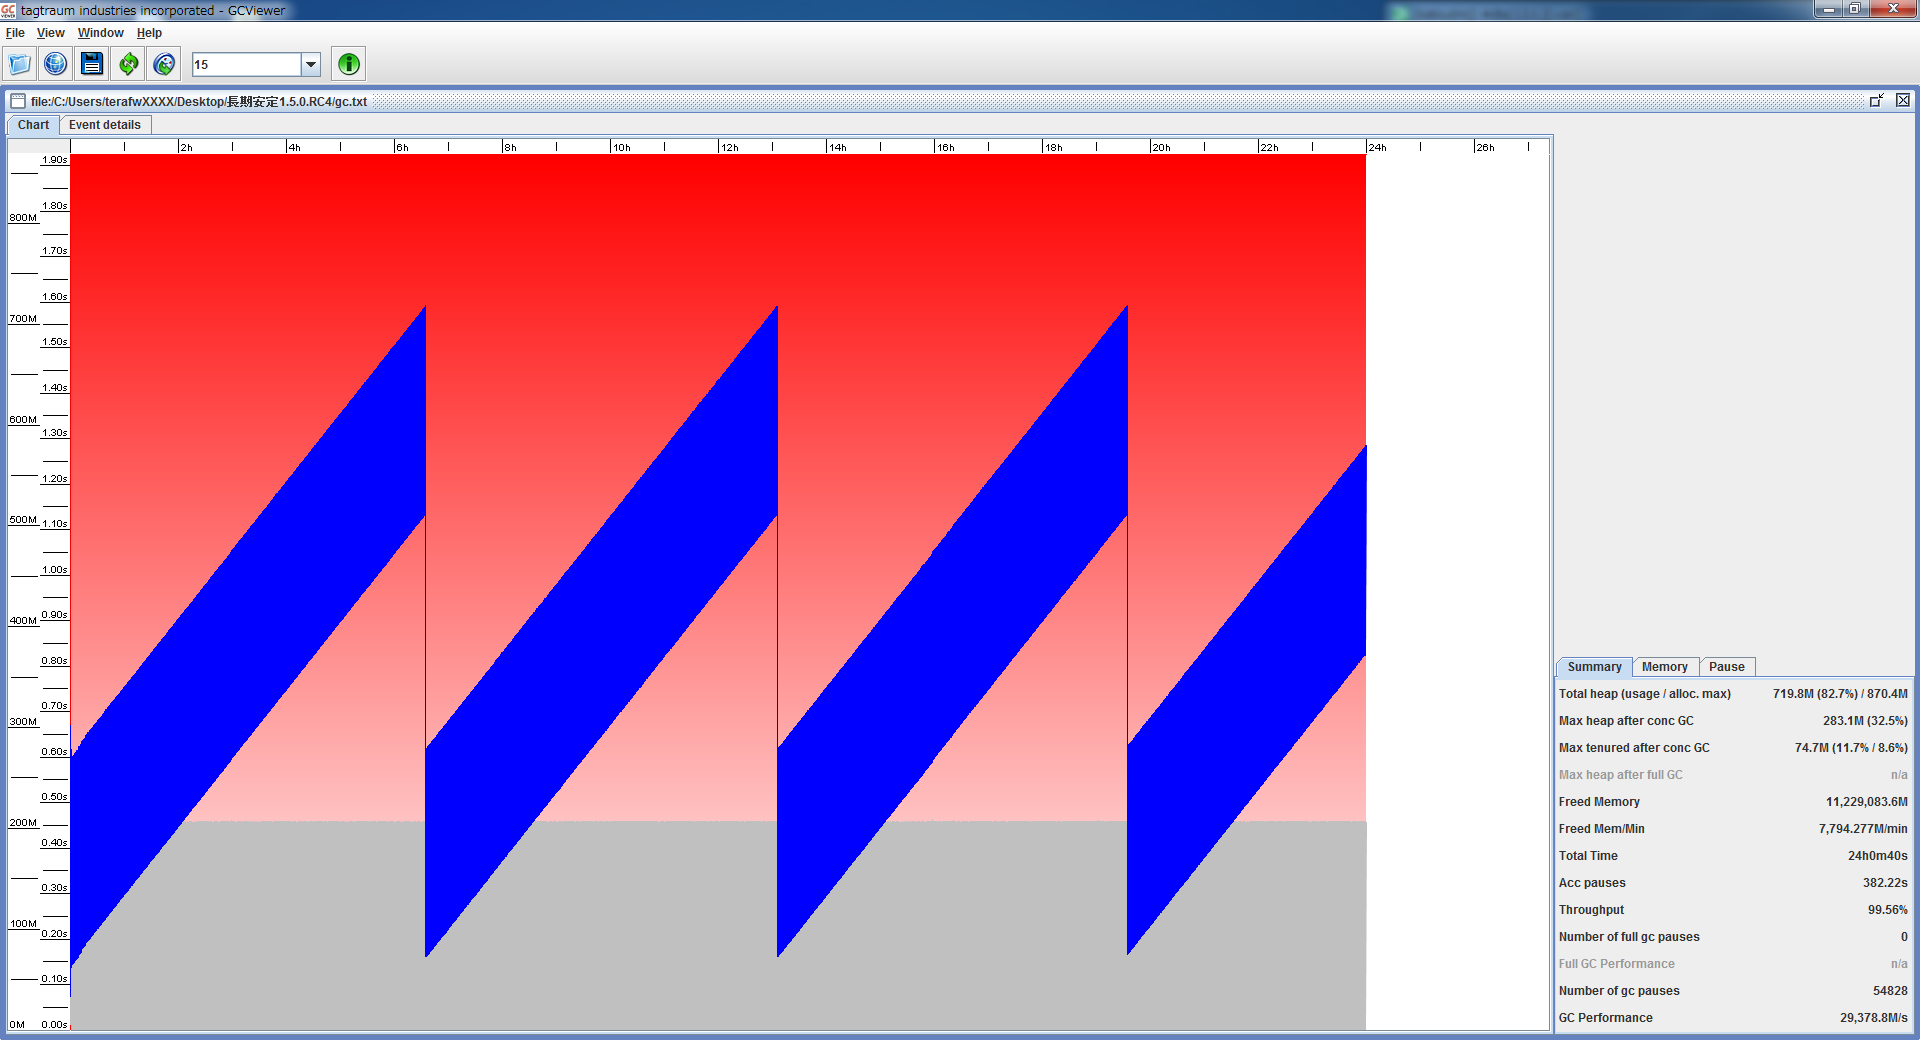 GC
VIEWER
tagtraum industries incorporated - GCViewer
File View Window Help
15
file:/C:/Users/terafwXXXX/Desktop/長期安定1.5.0.RC4/gc.txt
Chart Event details
2h 4h 6h 8h 10h 12h 14h 16h 18h 20h 22h 24h 26h
1.90s
1.80s
800M
1.70s
1.60s
700M
1.50s
1.40s
600M
1.30s
1.20s
500M
1.10s
1.00s
0.90s
400M
0.80s
0.70s
300M
0.60s
0.50s
200M
0.40s
0.30s
100M
0.20s
0.10s
0M 0.00s
Summary Memory Pause
Total heap (usage / alloc. max) 719.8M (82.7%) / 870.4M
Max heap after conc GC 283.1M (32.5%)
Max tenured after conc GC 74.7M (11.7% / 8.6%)
Max heap after full GC n/a
Freed Memory 11,229,083.6M
Freed Mem/Min 7,794.277M/min
Total Time 24h0m40s
Acc pauses 382.22s
Throughput 99.56%
Number of full gc pauses 0
Full GC Performance n/a
Number of gc pauses 54828
GC Performance 29,378.8M/s